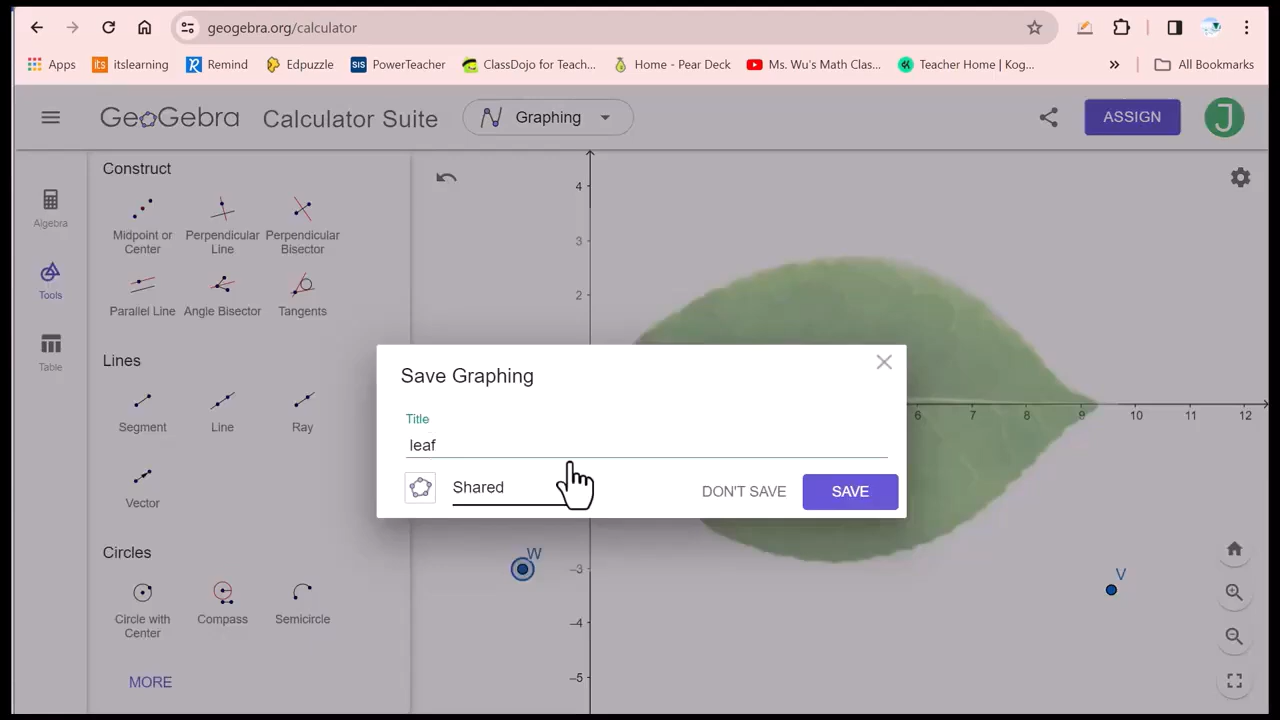 geogebra.org/calculator
Apps
its itslearning
Remind
Edpuzzle
SIS PowerTeacher
ClassDojo for Teach...
Home - Pear Deck
Ms. Wu's Math Clas...
Teacher Home | Kog...
»
All Bookmarks
GeoGebra
Calculator Suite
Graphing
ASSIGN
J
Algebra
Tools
Table
Construct
Midpoint or Center
Perpendicular Line
Perpendicular Bisector
Parallel Line
Angle Bisector
Tangents
Lines
Segment
Line
Ray
Vector
Circles
Circle with Center
Compass
Semicircle
MORE
4
3
2
6 7 8 9 10 11 12
–3
–4
–5
W
V
Save Graphing
Title
leaf
Shared
DON'T SAVE
SAVE